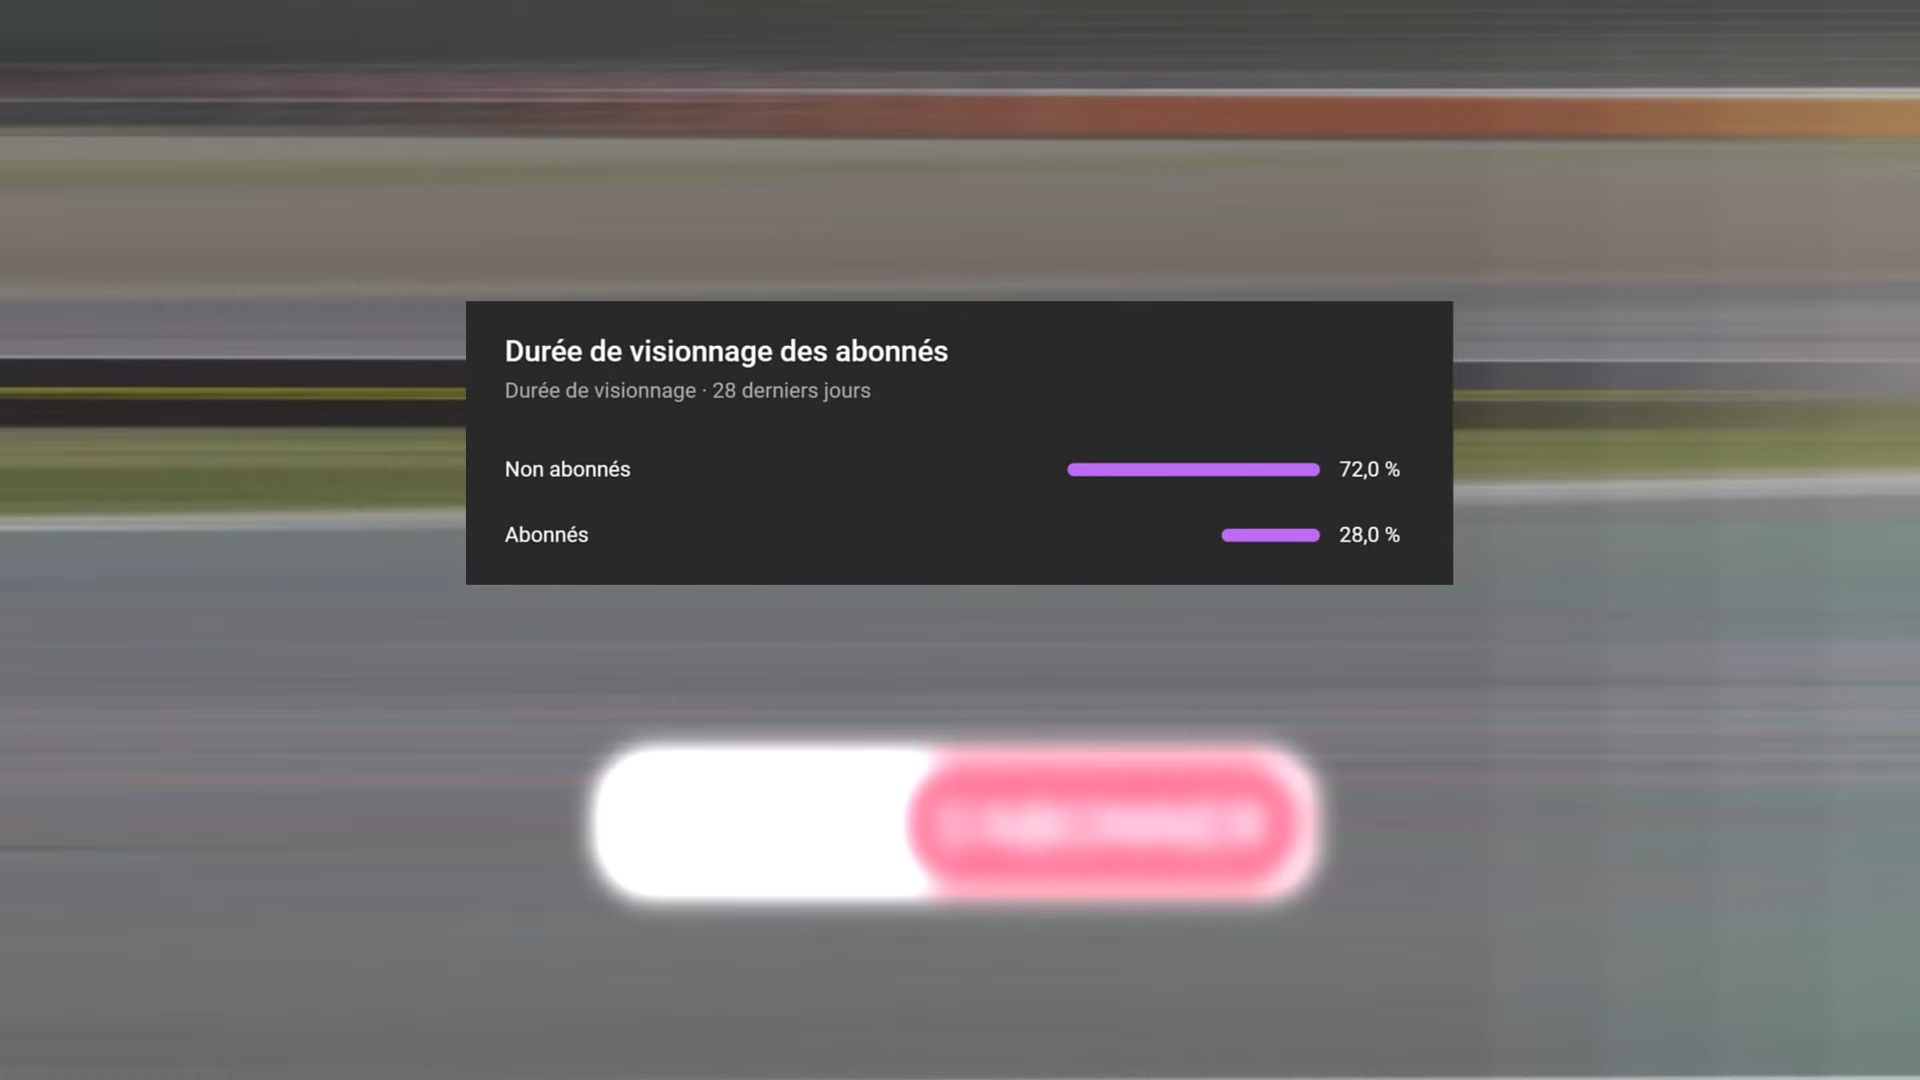 Durée de visionnage des abonnés
Durée de visionnage · 28 derniers jours
Non abonnés
72,0 %
Abonnés
28,0 %